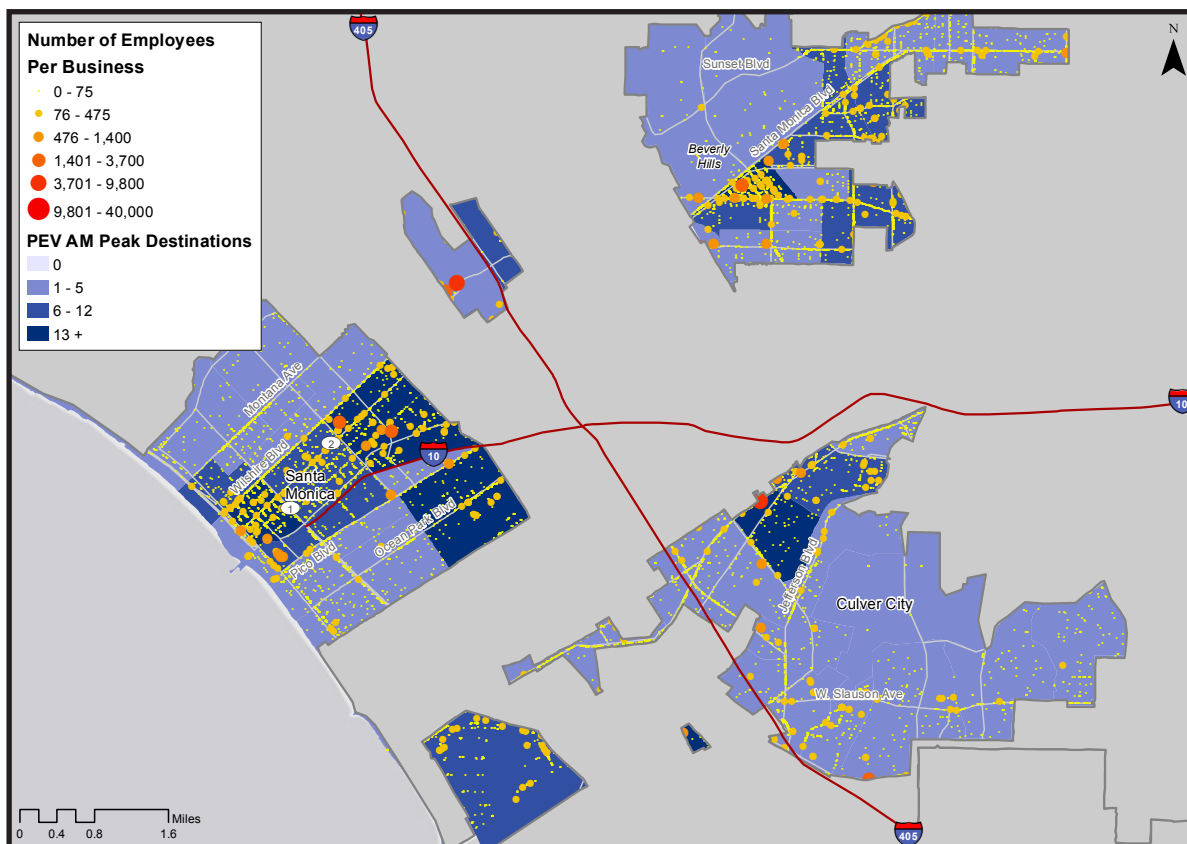 Number of Employees
Per Business
0 - 75
76 - 475
476 - 1,400
1,401 - 3,700
3,701 - 9,800
9,801 - 40,000
PEV AM Peak Destinations
0
1 - 5
6 - 12
13 +
405
N
Sunset Blvd
Santa Monica Blvd
Beverly
Hills
10
Montana Ave
Wilshire Blvd
2
10
Santa
Monica
1
Ocean Park Blvd
Pico Blvd
Jefferson Blvd
Culver City
W. Slauson Ave
Miles
0 0.4 0.8 1.6
405